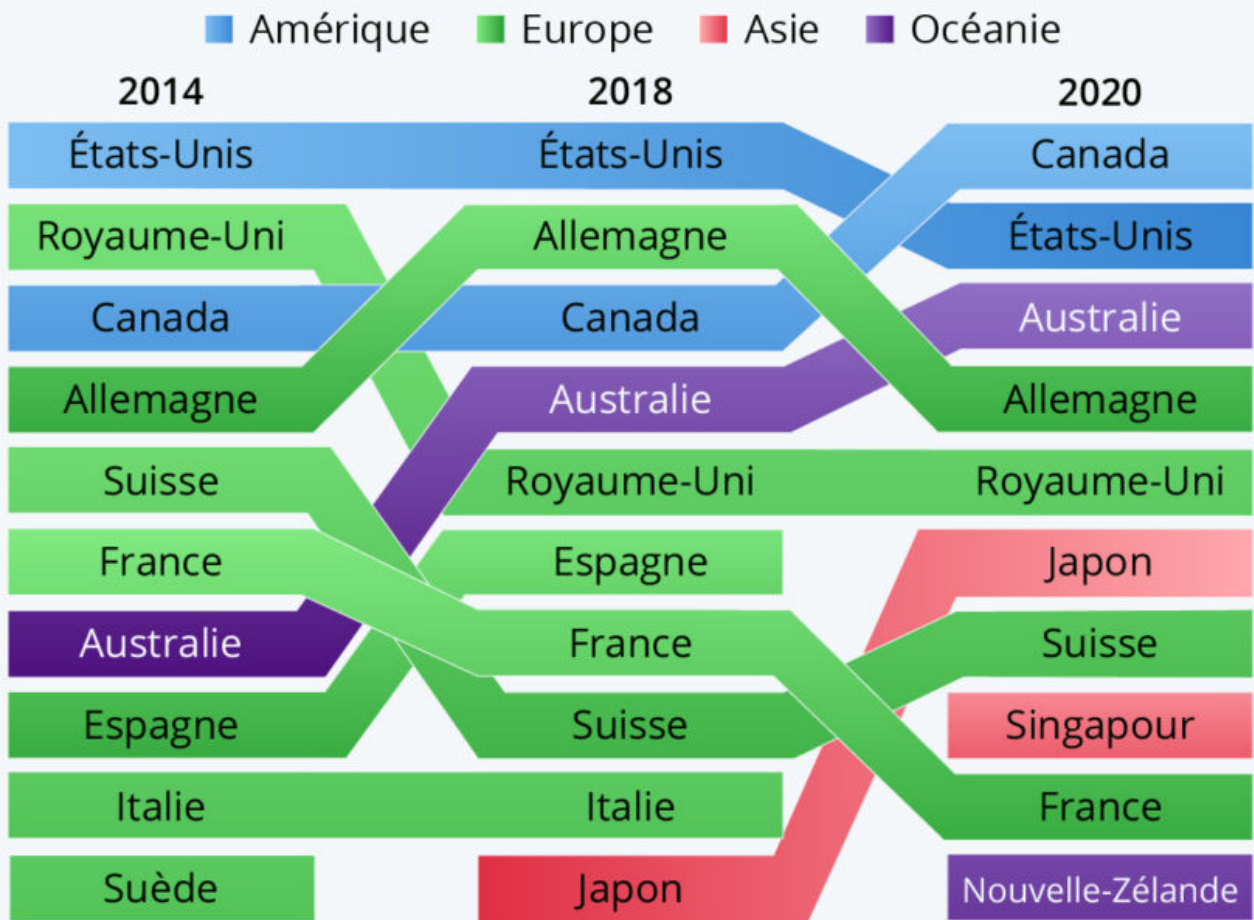 Amérique Europe Asie Océanie
2014 2018 2020
États-Unis États-Unis Canada
Royaume-Uni Allemagne États-Unis
Canada Canada Australie
Allemagne Australie Allemagne
Suisse Royaume-Uni Royaume-Uni
France Espagne Japon
Australie France Suisse
Espagne Suisse Singapour
Italie Italie France
Suède Japon Nouvelle-Zélande